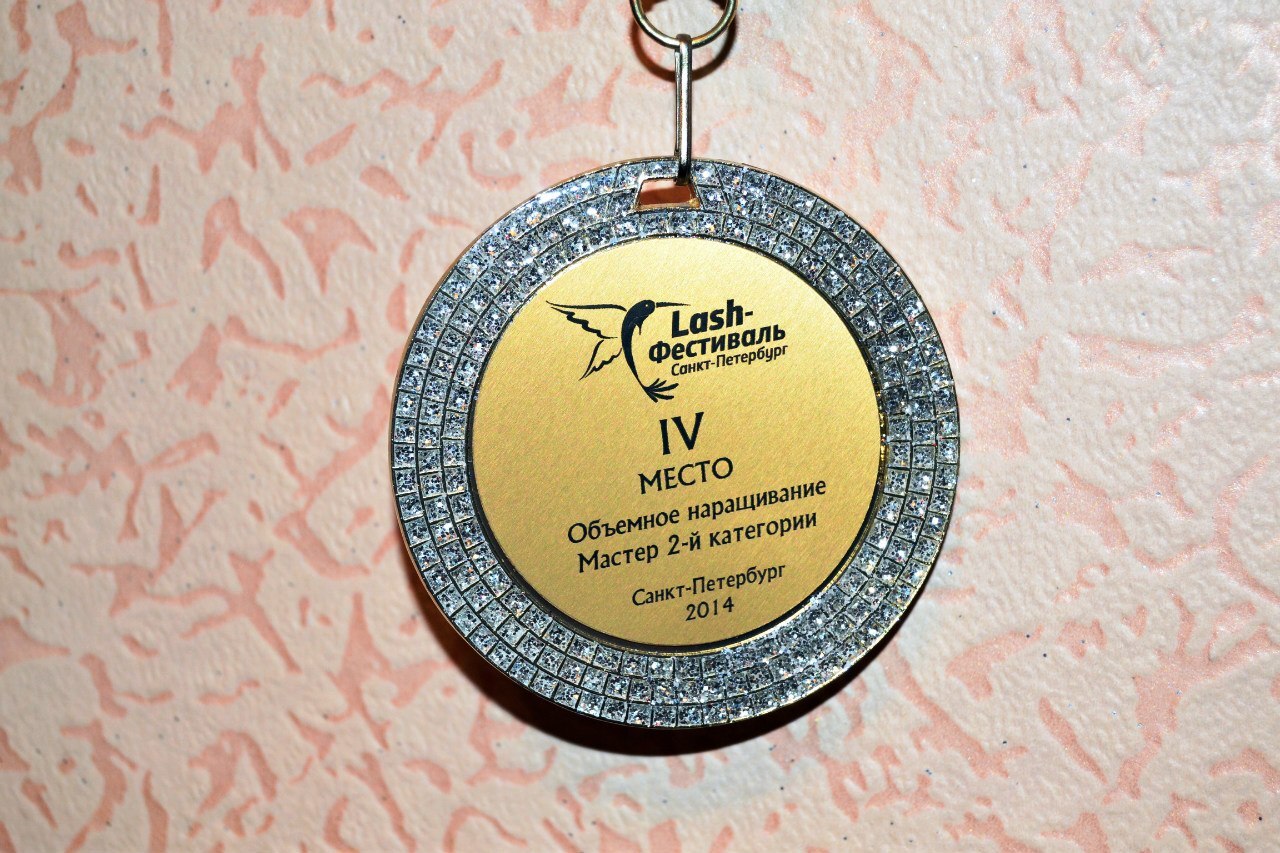 Lash-
Фестиваль
Санкт-Петербург
IV
МЕСТО
Объемное наращивание
Мастер 2-й категории
Санкт-Петербург
2014